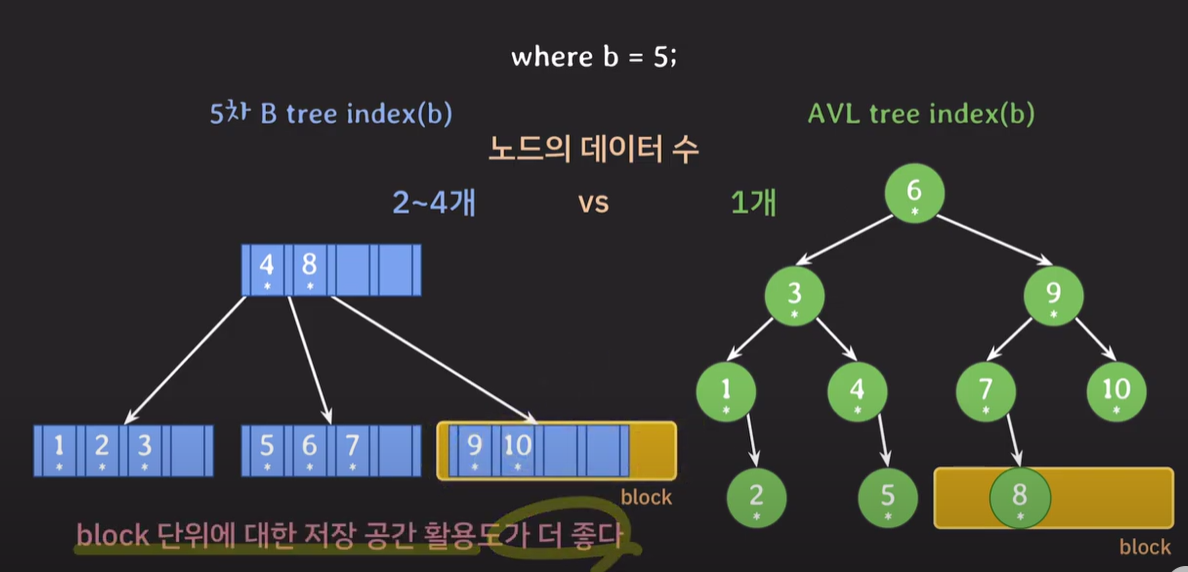 where b = 5;
5차 B tree index(b)
AVL tree index(b)
노드의 데이터 수
2~4개 vs 1개
6
*
4 8
* *
3 9
* *
1 4 7 10
* * * *
1 2 3
* * *
5 6 7
* * *
9 10
* *
block
2 5 8
* * *
block
block 단위에 대한 저장 공간 활용도가 더 좋다